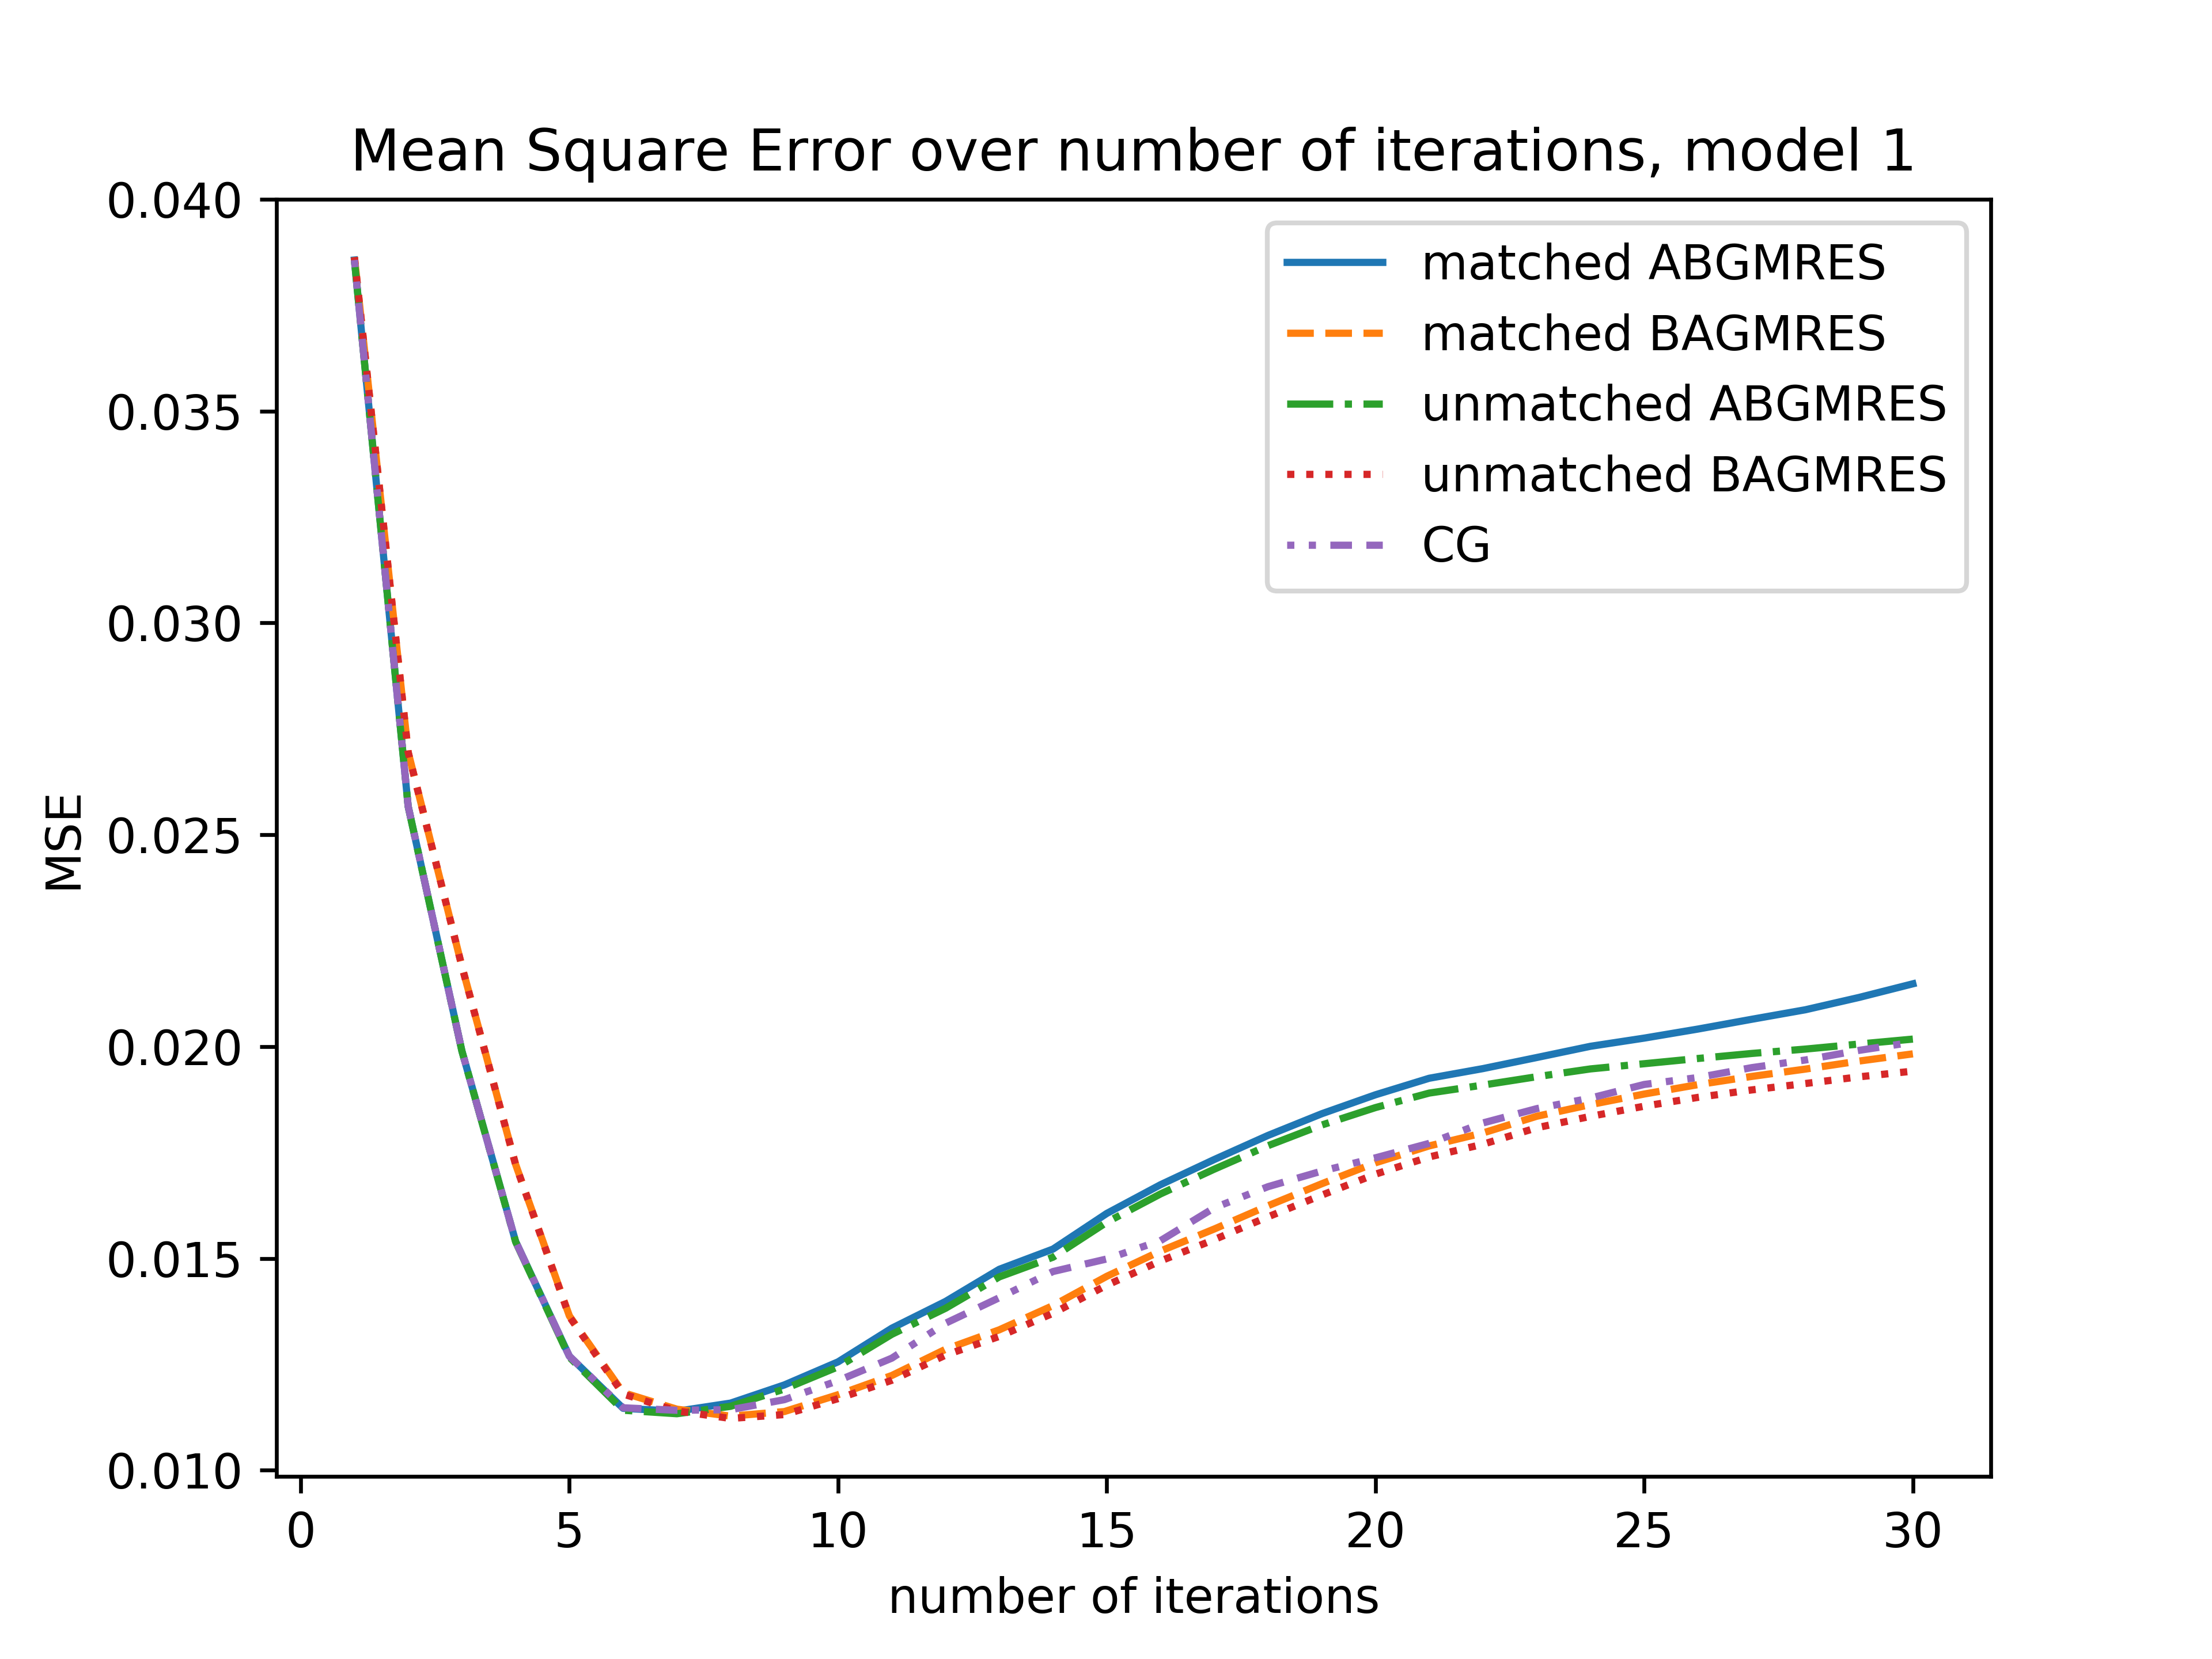 Mean Square Error over number of iterations, model 1
0.040
0.035
0.030
0.025
0.020
0.015
0.010
MSE
matched ABGMRES
matched BAGMRES
unmatched ABGMRES
unmatched BAGMRES
CG
0 5 10 15 20 25 30
number of iterations